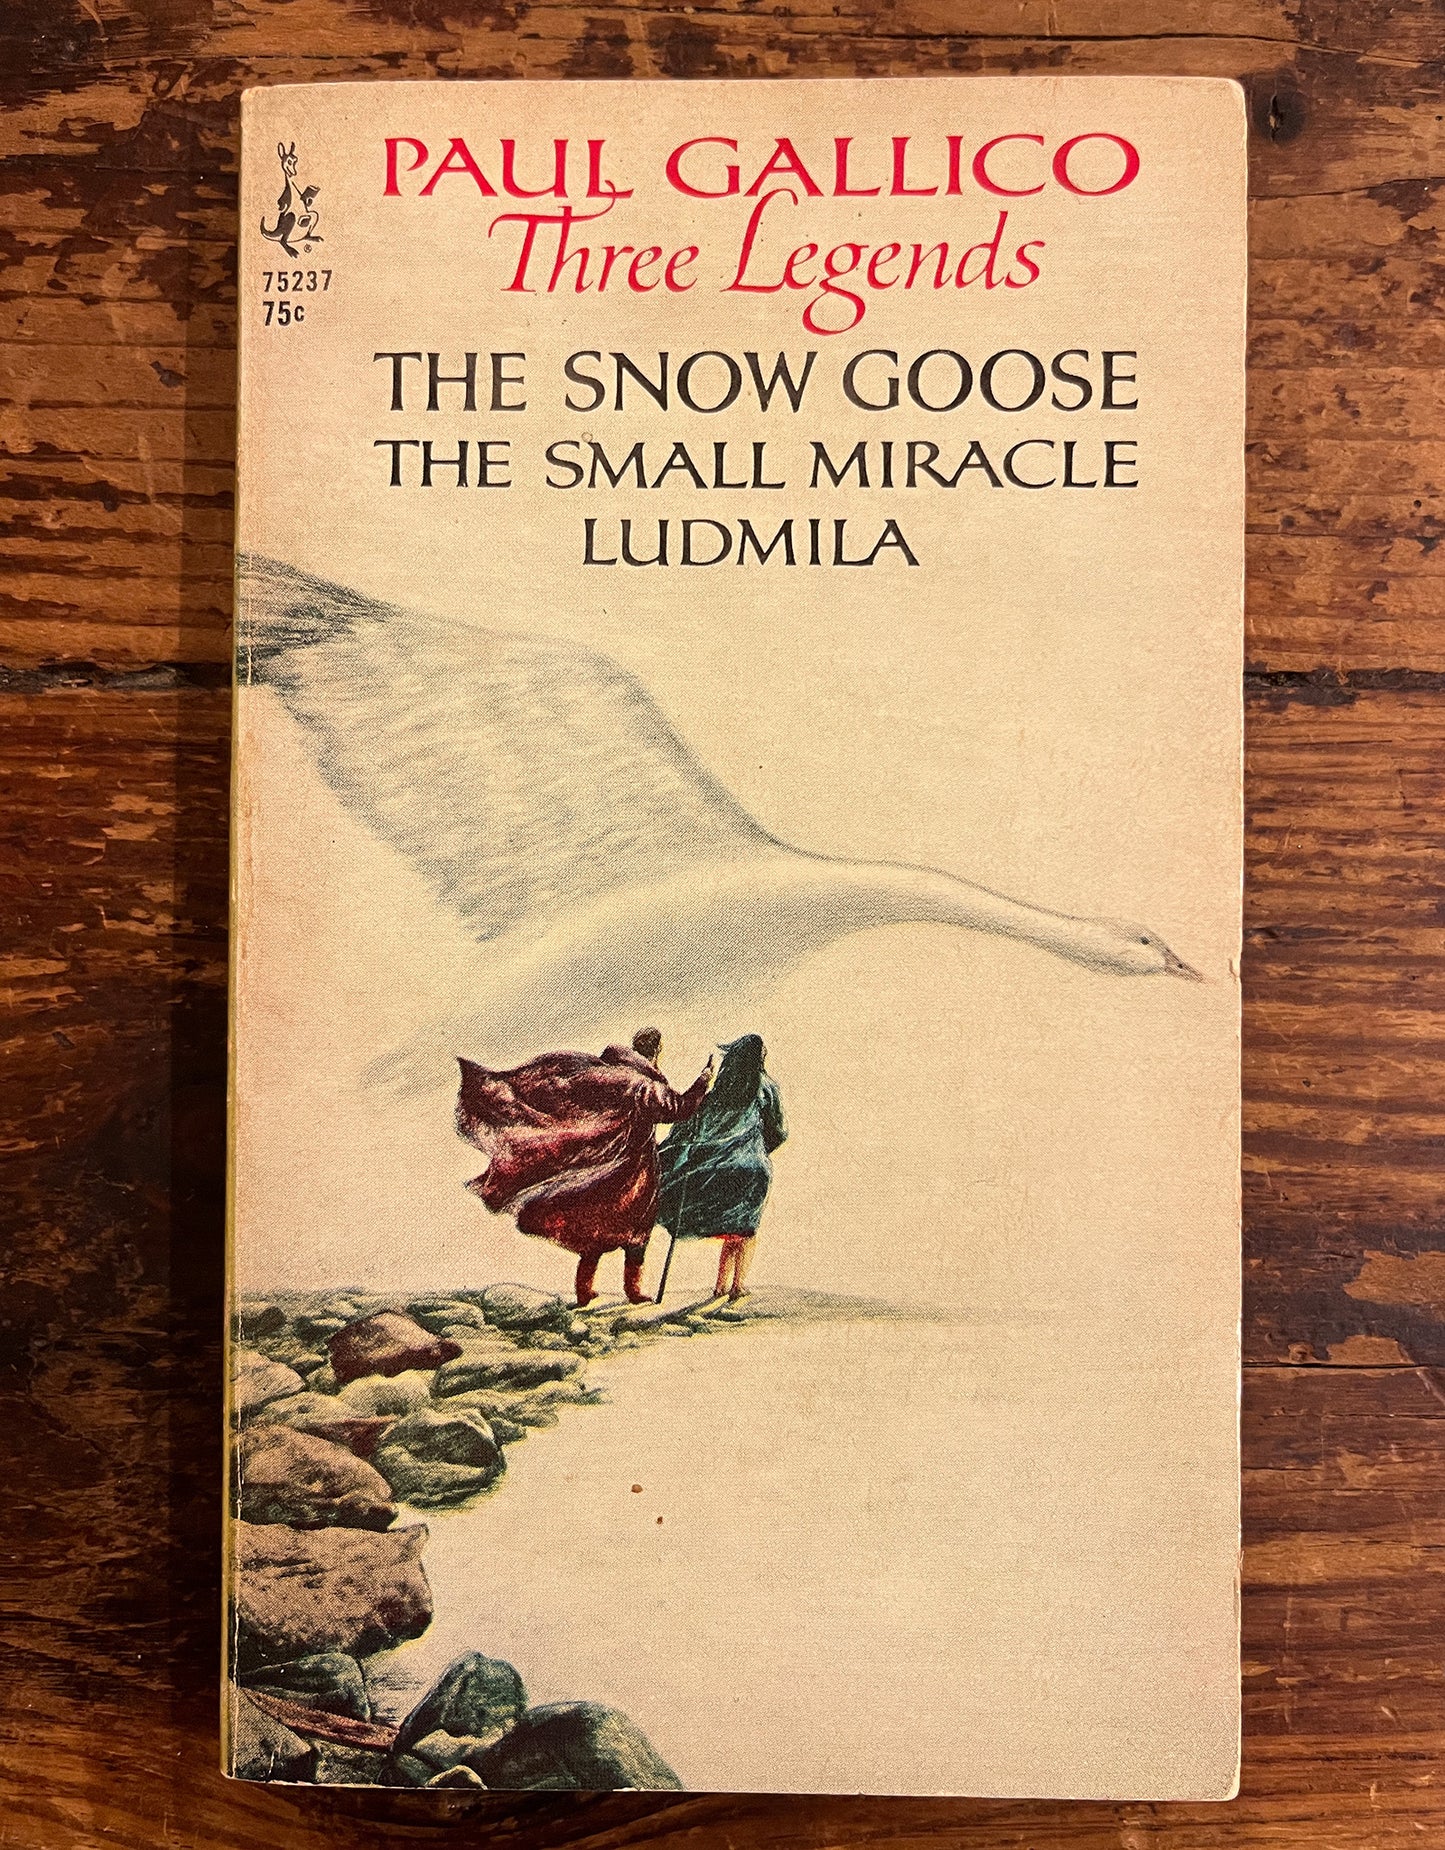 PAUL GALLICO
Three Legends
75237
75c
THE SNOW GOOSE
THE SMALL MIRACLE
LUDMILA